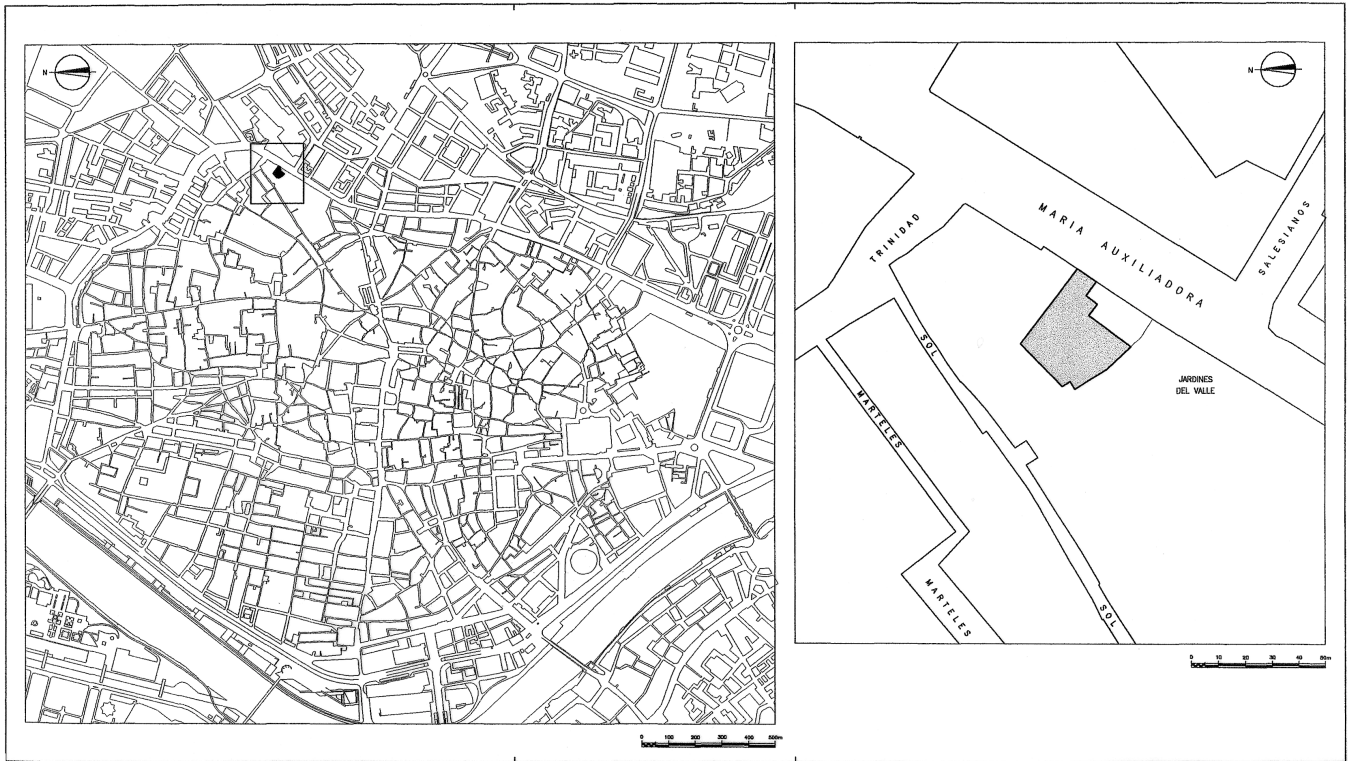 N
0 100 200 300 400 500m
N
TRINIDAD
MARIA AUXILIADORA
SALESIANOS
SOL
JARDINES
DEL VALLE
MARTELES
MARTELES
SOL
0 10 20 30 40 50m